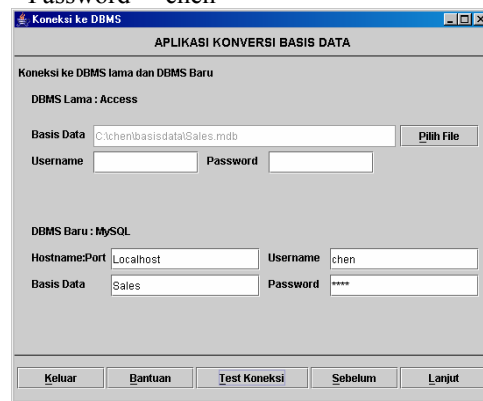 Password   chen
Koneksi ke DBMS
APLIKASI KONVERSI BASIS DATA
Koneksi ke DBMS lama dan DBMS Baru
DBMS Lama : Access
Basis Data C:\chen\basisdata\Sales.mdb Pilih File
Username Password
DBMS Baru : MySQL
Hostname:Port Localhost Username chen
Basis Data Sales Password ****
Keluar Bantuan Test Koneksi Sebelum Lanjut